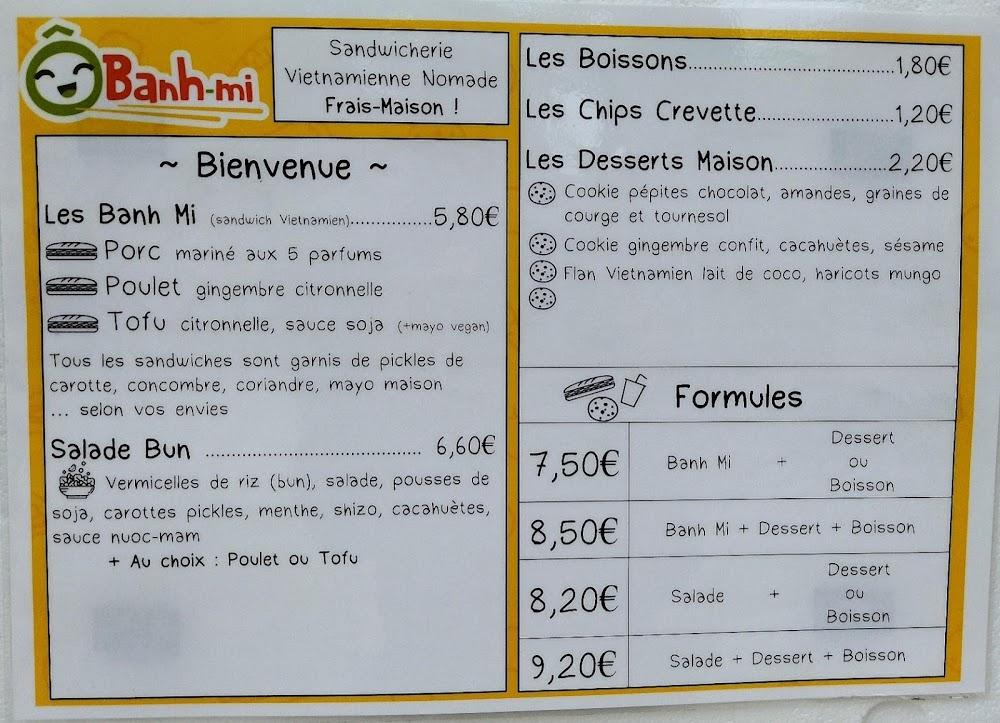 Ô Banh-mi
Sandwicherie
Vietnamienne Nomade
Frais-Maison !
~ Bienvenue ~
Les Banh Mi (sandwich Vietnamien)............5,80€
Porc mariné aux 5 parfums
Poulet gingembre citronnelle
Tofu citronnelle, sauce soja (+mayo vegan)
Tous les sandwiches sont garnis de pickles de
carotte, concombre, coriandre, mayo maison
... selon vos envies
Salade Bun ................................ 6,60€
Vermicelles de riz (bun), salade, pousses de
soja, carottes pickles, menthe, shizo, cacahuètes,
sauce nuoc-mam
+ Au choix : Poulet ou Tofu
Les Boissons..............................1,80€
Les Chips Crevette....................1,20€
Les Desserts Maison................2,20€
Cookie pépites chocolat, amandes, graines de
courge et tournesol
Cookie gingembre confit, cacahuètes, sésame
Flan Vietnamien lait de coco, haricots mungo
Formules
7,50€ Banh Mi + Dessert
ou
Boisson
8,50€ Banh Mi + Dessert + Boisson
8,20€ Salade + Dessert
ou
Boisson
9,20€ Salade + Dessert + Boisson